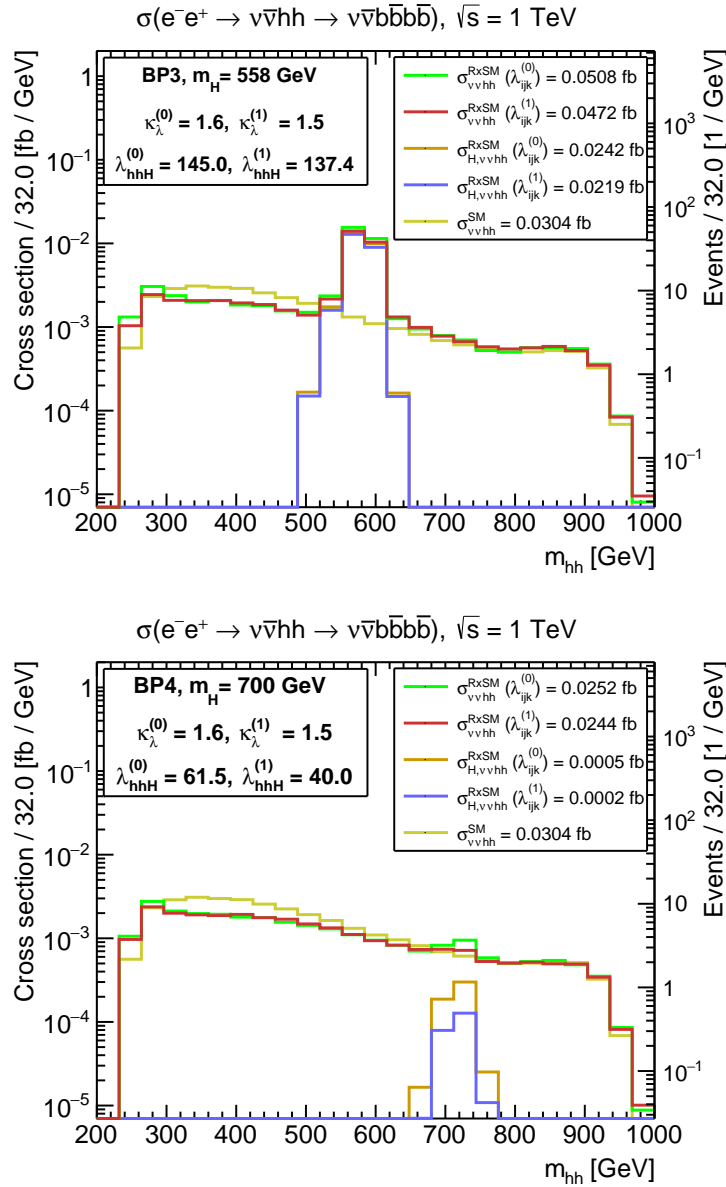 σ(e⁻e⁺ → νν̄hh → νν̄bb̄bb̄), √s = 1 TeV
Cross section / 32.0 [fb / GeV]
1
10⁻¹
10⁻²
10⁻³
10⁻⁴
10⁻⁵
BP3, m_H = 558 GeV
κ_λ^(0) = 1.6, κ_λ^(1) = 1.5
λ_hhH^(0) = 145.0, λ_hhH^(1) = 137.4
σ_ννhh^RxSM (λ_ijk^(0)) = 0.0508 fb
σ_ννhh^RxSM (λ_ijk^(1)) = 0.0472 fb
σ_H,ννhh^RxSM (λ_ijk^(0)) = 0.0242 fb
σ_H,ννhh^RxSM (λ_ijk^(1)) = 0.0219 fb
σ_ννhh^SM = 0.0304 fb
10³
10²
10
1
10⁻¹
Events / 32.0 [1 / GeV]
200 300 400 500 600 700 800 900 1000
m_hh [GeV]
σ(e⁻e⁺ → νν̄hh → νν̄bb̄bb̄), √s = 1 TeV
Cross section / 32.0 [fb / GeV]
1
10⁻¹
10⁻²
10⁻³
10⁻⁴
10⁻⁵
BP4, m_H = 700 GeV
κ_λ^(0) = 1.6, κ_λ^(1) = 1.5
λ_hhH^(0) = 61.5, λ_hhH^(1) = 40.0
σ_ννhh^RxSM (λ_ijk^(0)) = 0.0252 fb
σ_ννhh^RxSM (λ_ijk^(1)) = 0.0244 fb
σ_H,ννhh^RxSM (λ_ijk^(0)) = 0.0005 fb
σ_H,ννhh^RxSM (λ_ijk^(1)) = 0.0002 fb
σ_ννhh^SM = 0.0304 fb
10³
10²
10
1
10⁻¹
Events / 32.0 [1 / GeV]
200 300 400 500 600 700 800 900 1000
m_hh [GeV]